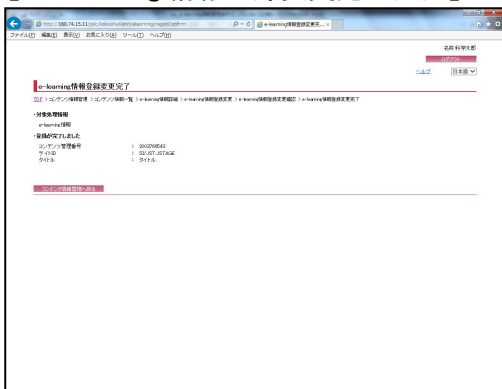 e-learning情報登録変更完...
ファイル(F) 編集(E) 表示(V) お気に入り(A) ツール(T) ヘルプ(H)
名称 科学太郎
ログアウト
ヘルプ 日本語
e-learning情報登録変更完了
TOP > コンテンツ情報管理 > コンテンツ情報一覧 > e-learning情報詳細 > e-learning情報登録変更 > e-learning情報登録変更確認 > e-learning情報登録変更完了
・対象処理情報
e-learning情報
・登録が完了しました
コンテンツ管理番号 : 0003766543
サイトID : SI/JST.JSTAGE
タイトル : タイトル
コンテンツ情報管理へ戻る